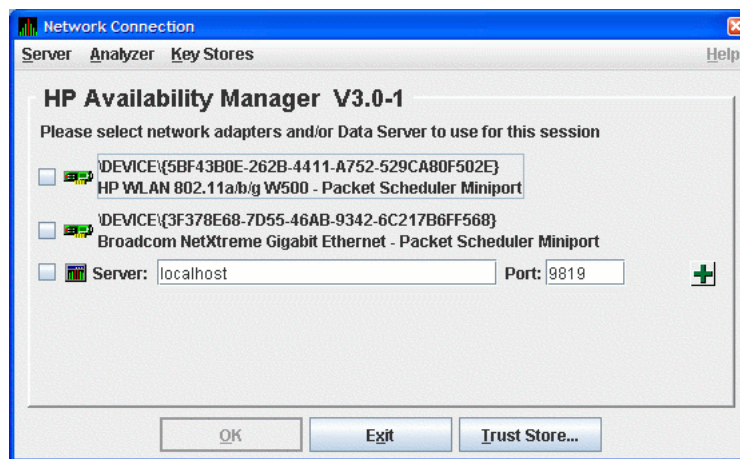 Network Connection
Server Analyzer Key Stores Help
HP Availability Manager V3.0-1
Please select network adapters and/or Data Server to use for this session
\DEVICE\{5BF43B0E-262B-4411-A752-529CA80F502E}
HP WLAN 802.11a/b/g W500 - Packet Scheduler Miniport
\DEVICE\{3F378E68-7D55-46AB-9342-6C217B6FF568}
Broadcom NetXtreme Gigabit Ethernet - Packet Scheduler Miniport
Server: localhost Port: 9819
OK Exit Trust Store...